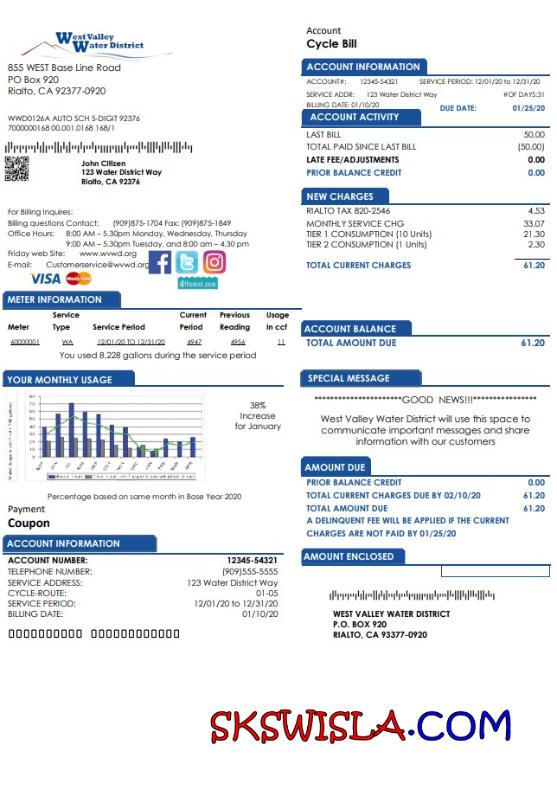 West Valley
Water District
855 WEST Base Line Road
PO Box 920
Rialto, CA 92377-0920
WWD0126A AUTO SCH 5-DIGIT 92376
7000000168 00.001.0168 168/1
John Citizen
123 Water District Way
Rialto, CA 92376
For Billing Inquires:
Billing questions Contact: (909)875-1704 Fax: (909)875-1849
Office Hours: 8:00 AM – 5.30pm Monday, Wednesday, Thursday
9:00 AM – 5.30pm Tuesday, and 8:00 am – 4.30 pm
Friday web Site: www.wvwd.org
E-mail: Customerservice@wvwd.org
VISA MasterCard
METER INFORMATION
Service Current Previous Usage
Meter Type Service Period Period Reading In ccf
60000001 WA 12/01/20 TO 12/31/20 4947 4956 11
You used 8,228 gallons during the service period
YOUR MONTHLY USAGE
80
70
60
50
40
30
20
10
0
38%
Increase
for January
Percentage based on same month in Base Year 2020
Payment
Coupon
ACCOUNT INFORMATION
ACCOUNT NUMBER: 12345-54321
TELEPHONE NUMBER: (909)555-5555
SERVICE ADDRESS: 123 Water District Way
CYCLE-ROUTE: 01-05
SERVICE PERIOD: 12/01/20 to 12/31/20
BILLING DATE: 01/10/20
Account
Cycle Bill
ACCOUNT INFORMATION
ACCOUNT#: 12345-54321 SERVICE PERIOD: 12/01/20 to 12/31/20
SERVICE ADDR: 123 Water District Way #OF DAYS:31
BILLING DATE: 01/10/20 DUE DATE: 01/25/20
ACCOUNT ACTIVITY
LAST BILL 50.00
TOTAL PAID SINCE LAST BILL (50.00)
LATE FEE/ADJUSTMENTS 0.00
PRIOR BALANCE CREDIT 0.00
NEW CHARGES
RIALTO TAX 820-2546 4.53
MONTHLY SERVICE CHG 33.07
TIER 1 CONSUMPTION (10 Units) 21.30
TIER 2 CONSUMPTION (1 Units) 2.30
TOTAL CURRENT CHARGES 61.20
ACCOUNT BALANCE
TOTAL AMOUNT DUE 61.20
SPECIAL MESSAGE
**********************GOOD NEWS!!!****************
West Valley Water District will use this space to
communicate important messages and share
information with our customers
AMOUNT DUE
PRIOR BALANCE CREDIT 0.00
TOTAL CURRENT CHARGES DUE BY 02/10/20 61.20
TOTAL AMOUNT DUE 61.20
A DELINQUENT FEE WILL BE APPLIED IF THE CURRENT
CHARGES ARE NOT PAID BY 01/25/20
AMOUNT ENCLOSED
WEST VALLEY WATER DISTRICT
P.O. BOX 920
RIALTO, CA 93377-0920
SKSWISLA.COM